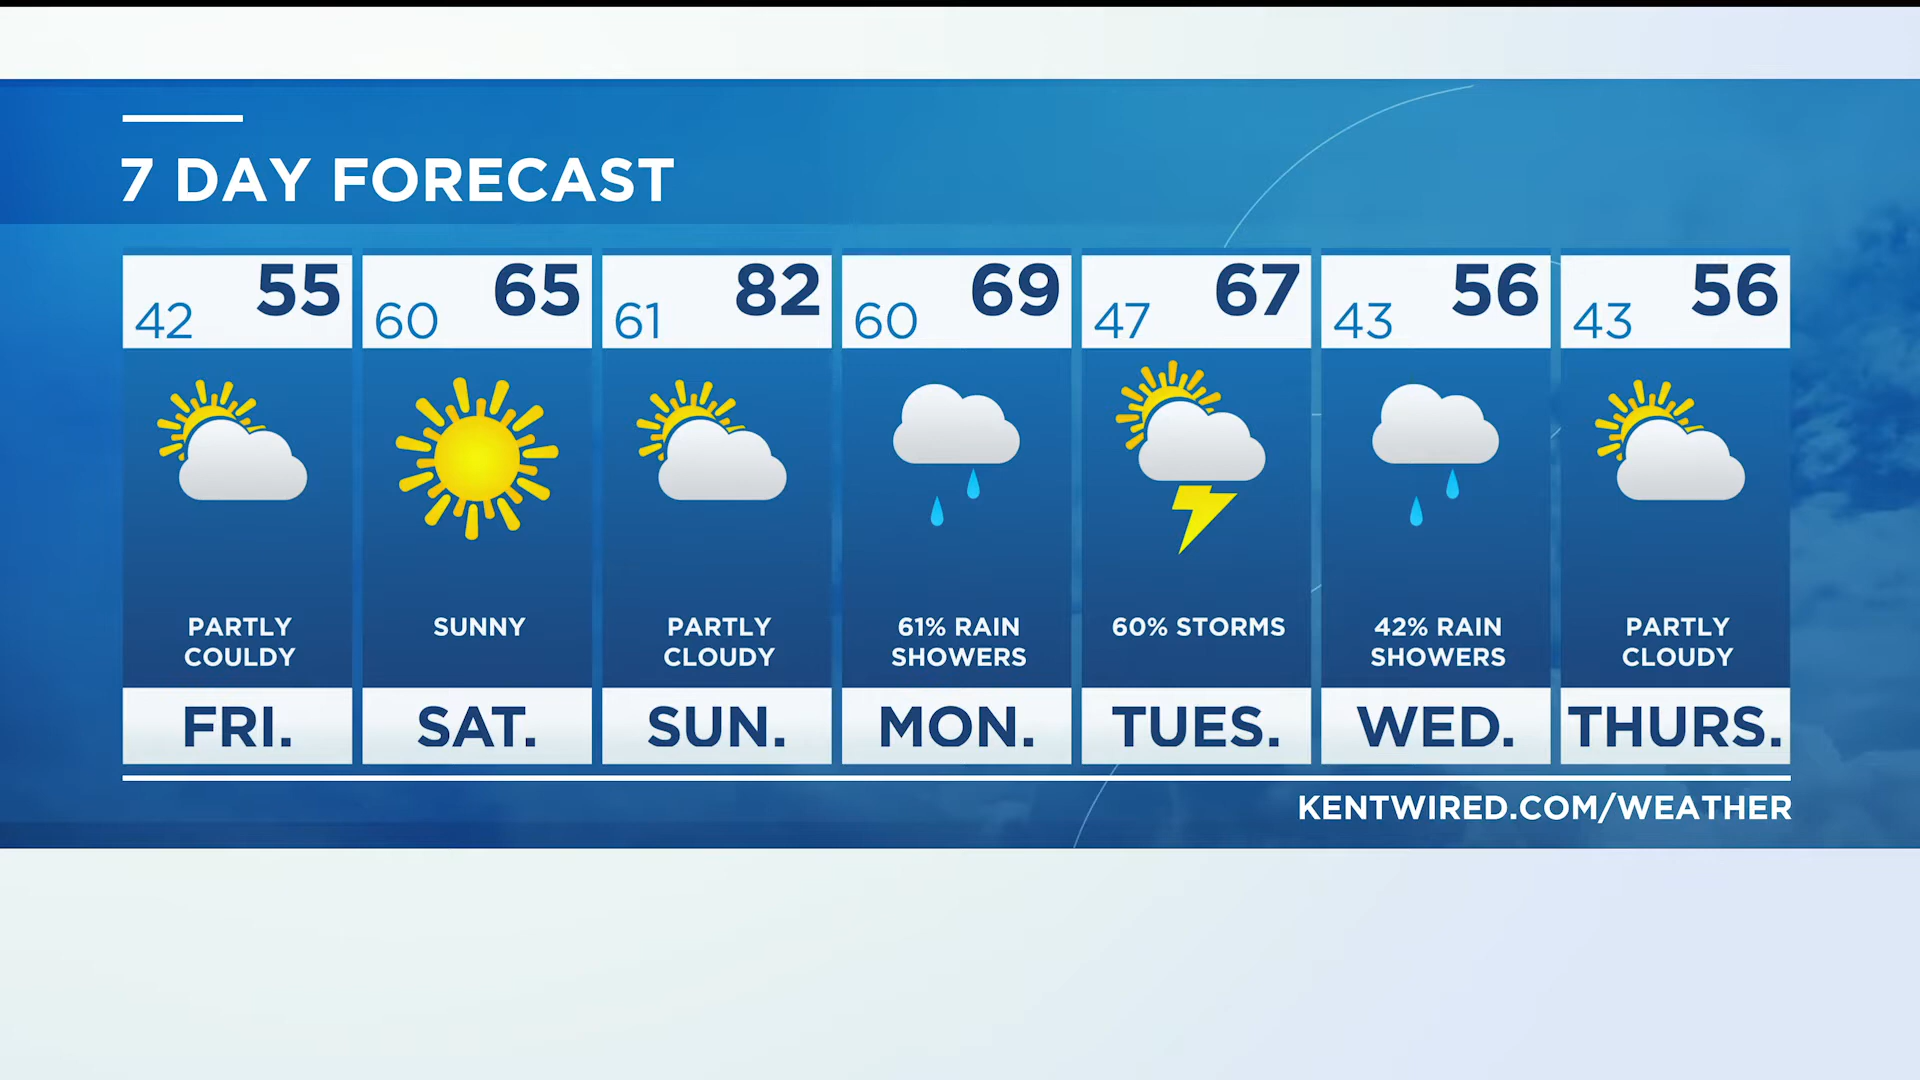 7 DAY FORECAST
42 55
60 65
61 82
60 69
47 67
43 56
43 56
PARTLY
COULDY
SUNNY
PARTLY
CLOUDY
61% RAIN
SHOWERS
60% STORMS
42% RAIN
SHOWERS
PARTLY
CLOUDY
FRI.
SAT.
SUN.
MON.
TUES.
WED.
THURS.
KENTWIRED.COM/WEATHER